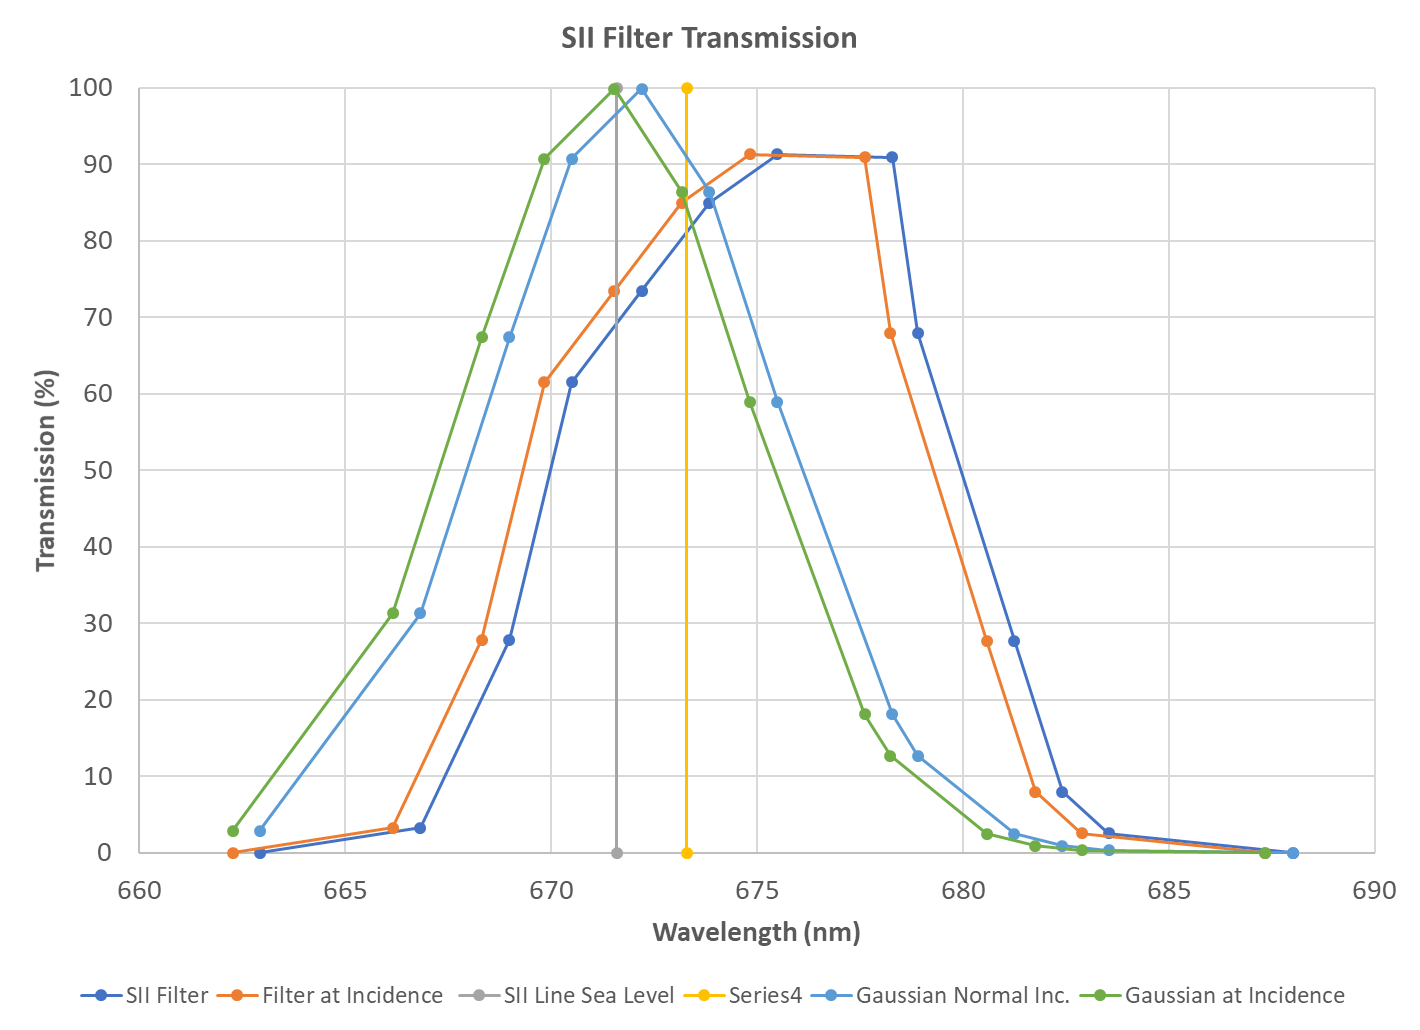 SII Filter Transmission
100
90
80
70
60
50
40
30
20
10
0
Transmission (%)
660 665 670 675 680 685 690
Wavelength (nm)
SII Filter Filter at Incidence SII Line Sea Level Series4 Gaussian Normal Inc. Gaussian at Incidence